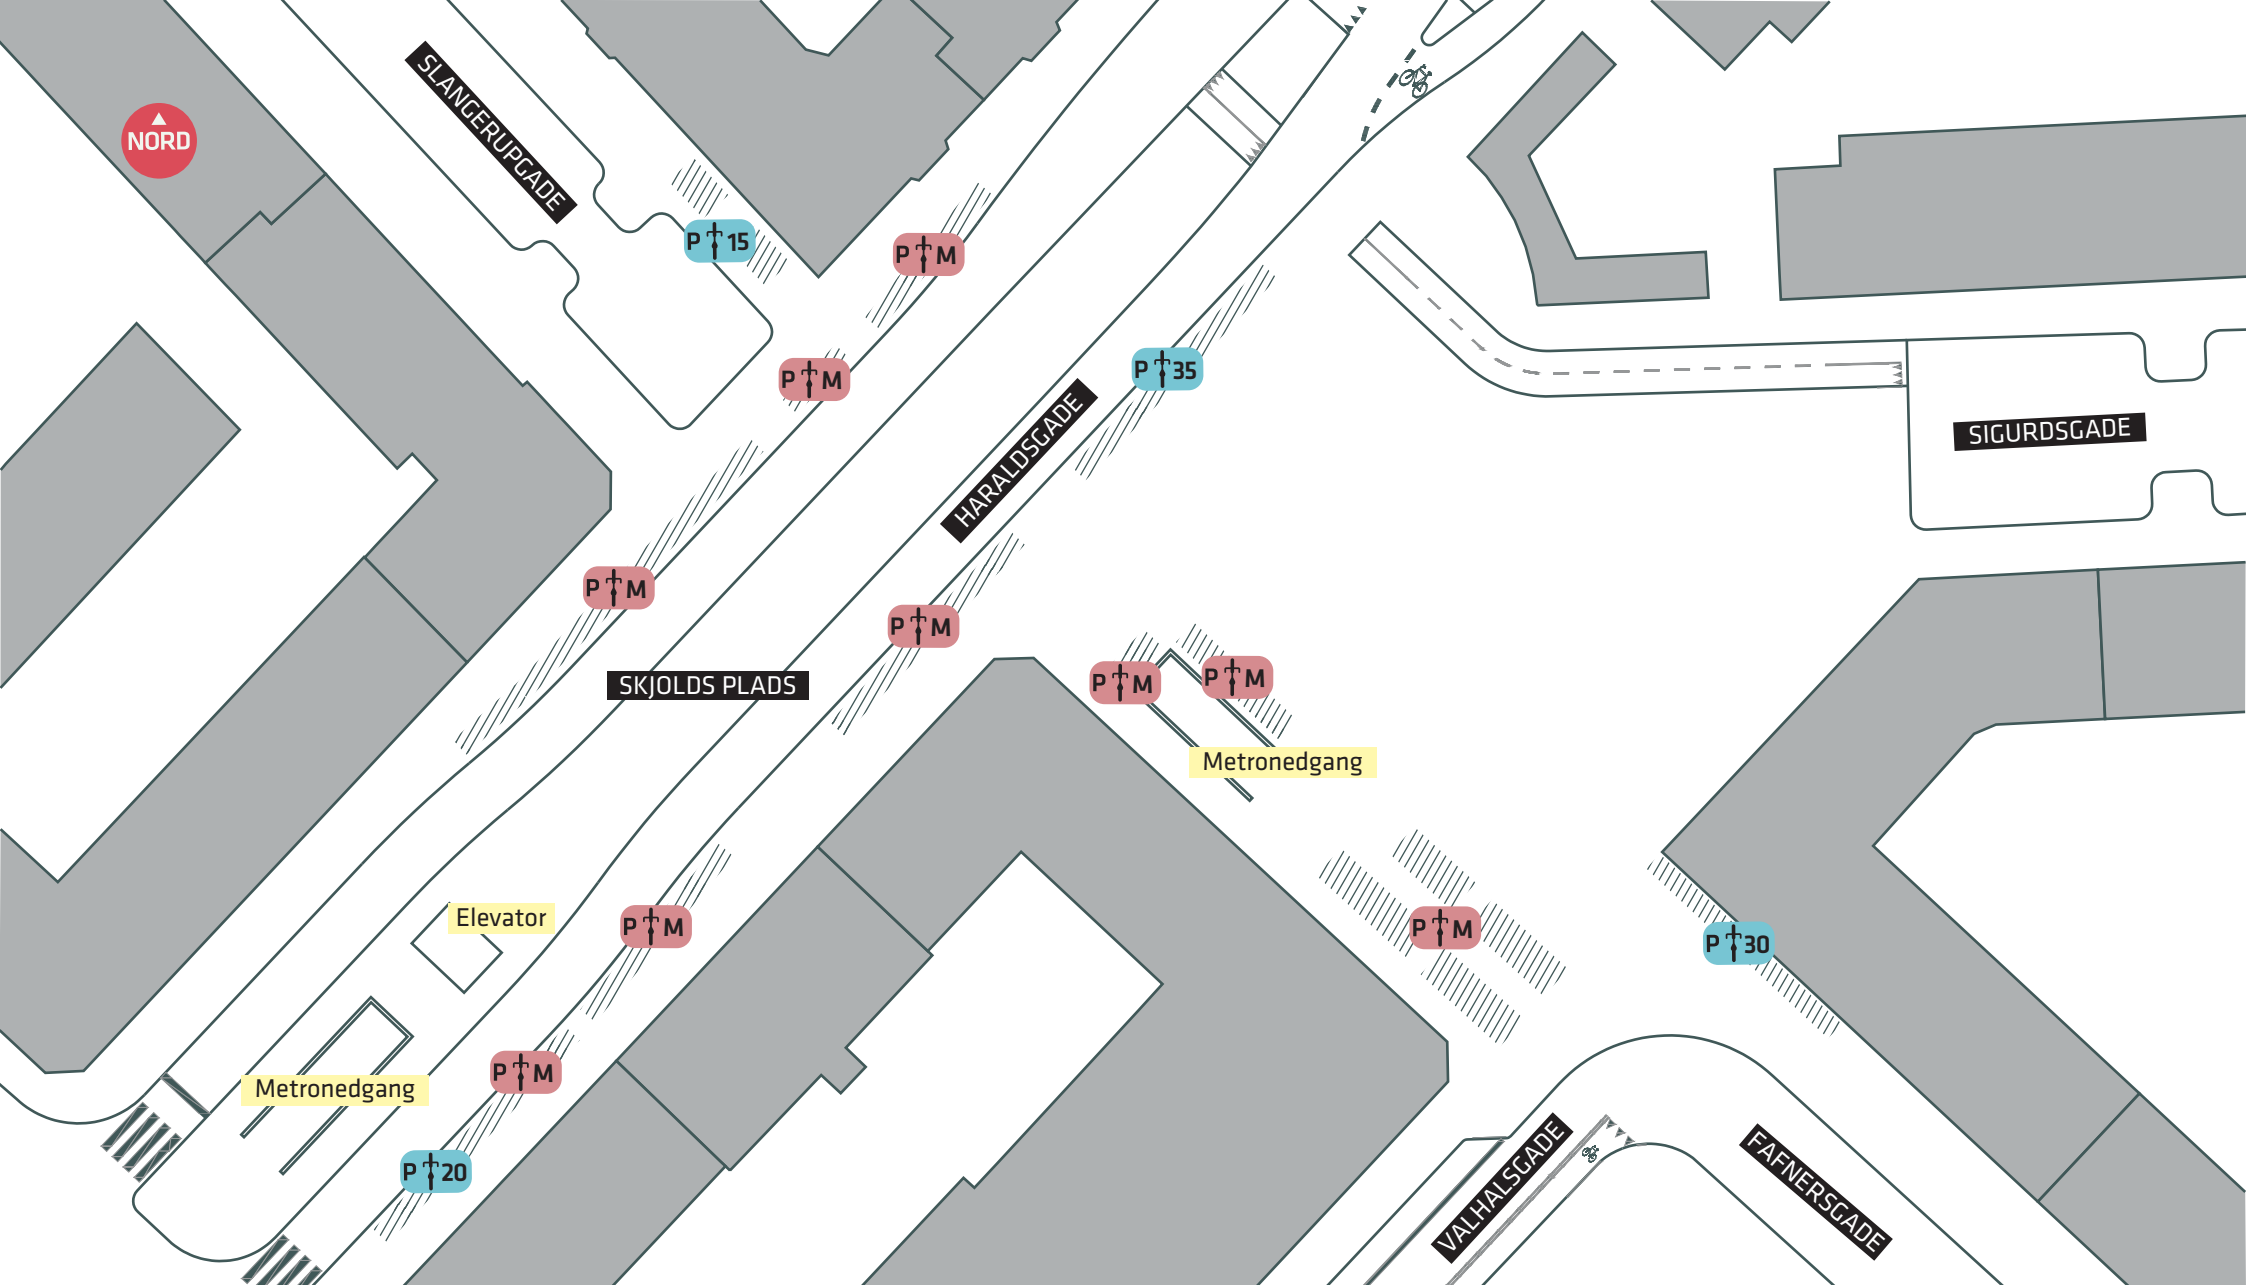 SLANGERUPGADE
NORD
P 15
P M
P M
P 35
HARALDSGADE
SIGURDSGADE
P M
P M
SKJOLDS PLADS
P M
P M
Metronedgang
Elevator
P M
P M
P 30
P M
Metronedgang
P 20
VALHALSGADE
FAFNERSGADE